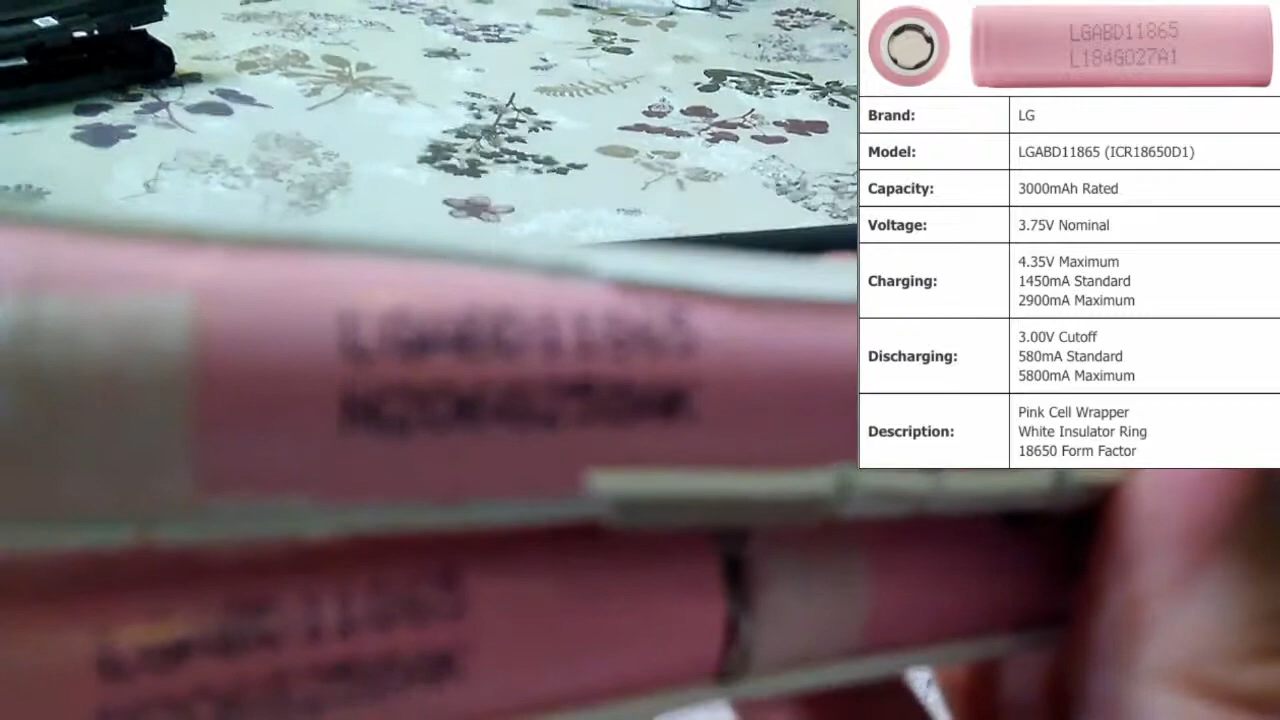 LGABD11865
L184G027A1
Brand: LG
Model: LGABD11865 (ICR18650D1)
Capacity: 3000mAh Rated
Voltage: 3.75V Nominal
Charging: 4.35V Maximum
1450mA Standard
2900mA Maximum
Discharging: 3.00V Cutoff
580mA Standard
5800mA Maximum
Description: Pink Cell Wrapper
White Insulator Ring
18650 Form Factor
LGABD11865